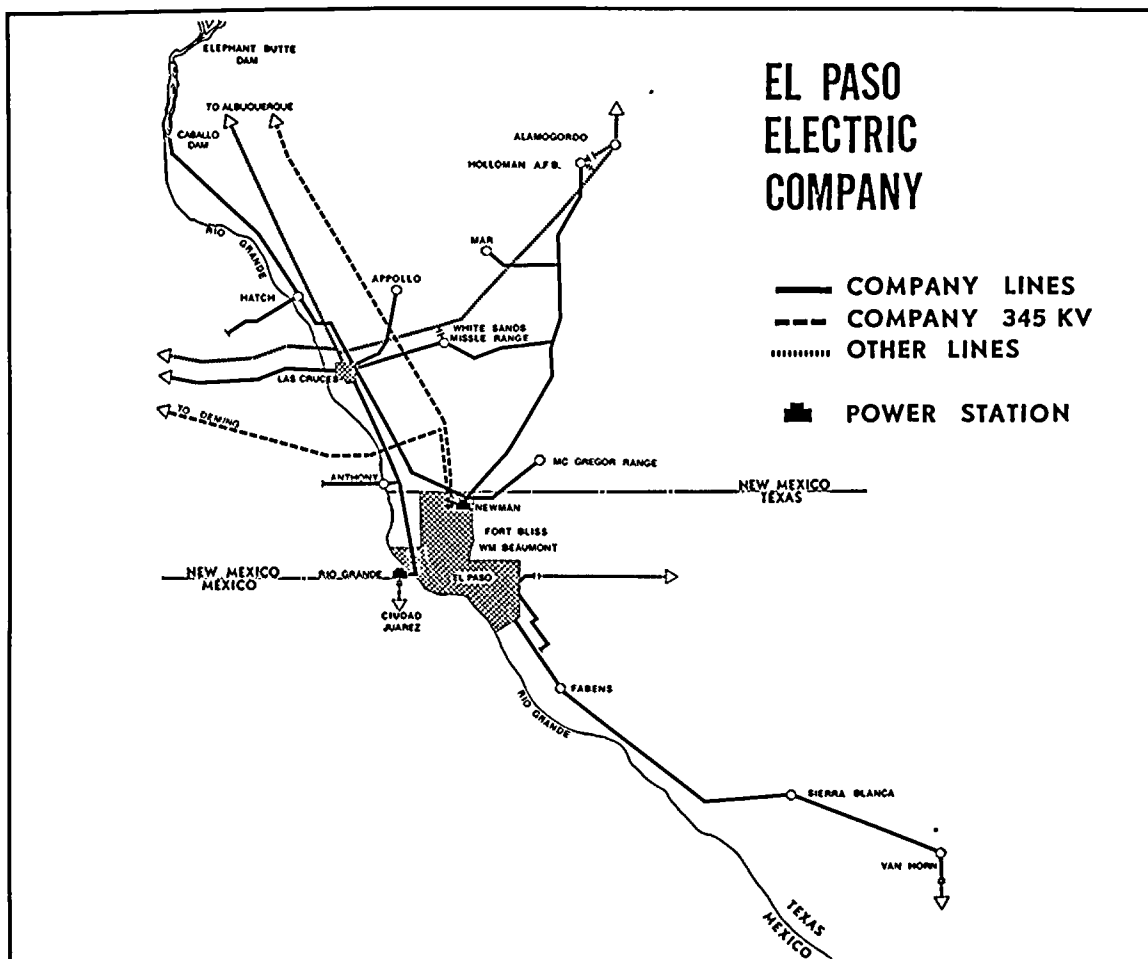 ELEPHANT BUTTE
DAM
TO ALBUQUERQUE
CABALLO
DAM
ALAMOGORDO
HOLLOMAN A.F.B.
EL PASO
ELECTRIC
COMPANY
RIO GRANDE
MAR
HATCH
APPOLLO
WHITE SANDS
MISSLE RANGE
LAS CRUCES
COMPANY LINES
COMPANY 345 KV
OTHER LINES
POWER STATION
TO DEMING
ANTHONY
MC GREGOR RANGE
NEW MEXICO
TEXAS
NEWMAN
FORT BLISS
WM BEAUMONT
NEW MEXICO
MÉXICO
RIO GRANDE
EL PASO
CIUDAD
JUAREZ
FABENS
RIO GRANDE
SIERRA BLANCA
VAN HORN
TEXAS
MEXICO